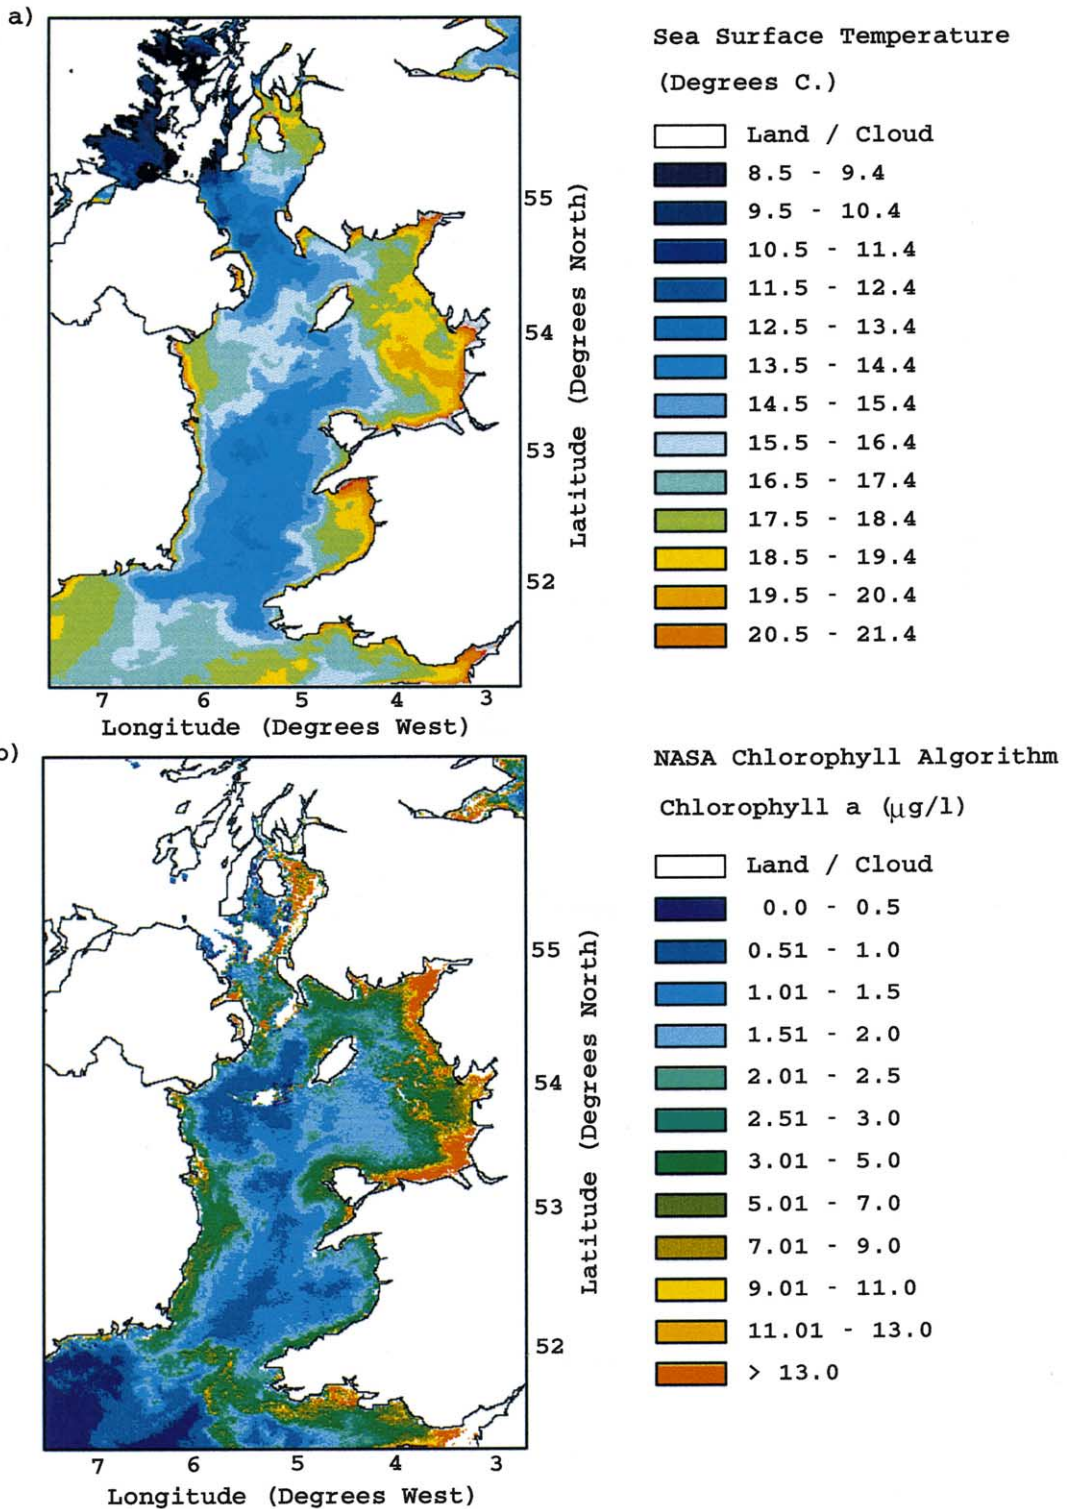 a)
Sea Surface Temperature
(Degrees C.)
Land / Cloud
8.5 - 9.4
9.5 - 10.4
10.5 - 11.4
11.5 - 12.4
12.5 - 13.4
13.5 - 14.4
14.5 - 15.4
15.5 - 16.4
16.5 - 17.4
17.5 - 18.4
18.5 - 19.4
19.5 - 20.4
20.5 - 21.4
55
54
53
52
Latitude (Degrees North)
7 6 5 4 3
Longitude (Degrees West)
b)
NASA Chlorophyll Algorithm
Chlorophyll a (μg/l)
Land / Cloud
0.0 - 0.5
0.51 - 1.0
1.01 - 1.5
1.51 - 2.0
2.01 - 2.5
2.51 - 3.0
3.01 - 5.0
5.01 - 7.0
7.01 - 9.0
9.01 - 11.0
11.01 - 13.0
> 13.0
55
54
53
52
Latitude (Degrees North)
7 6 5 4 3
Longitude (Degrees West)